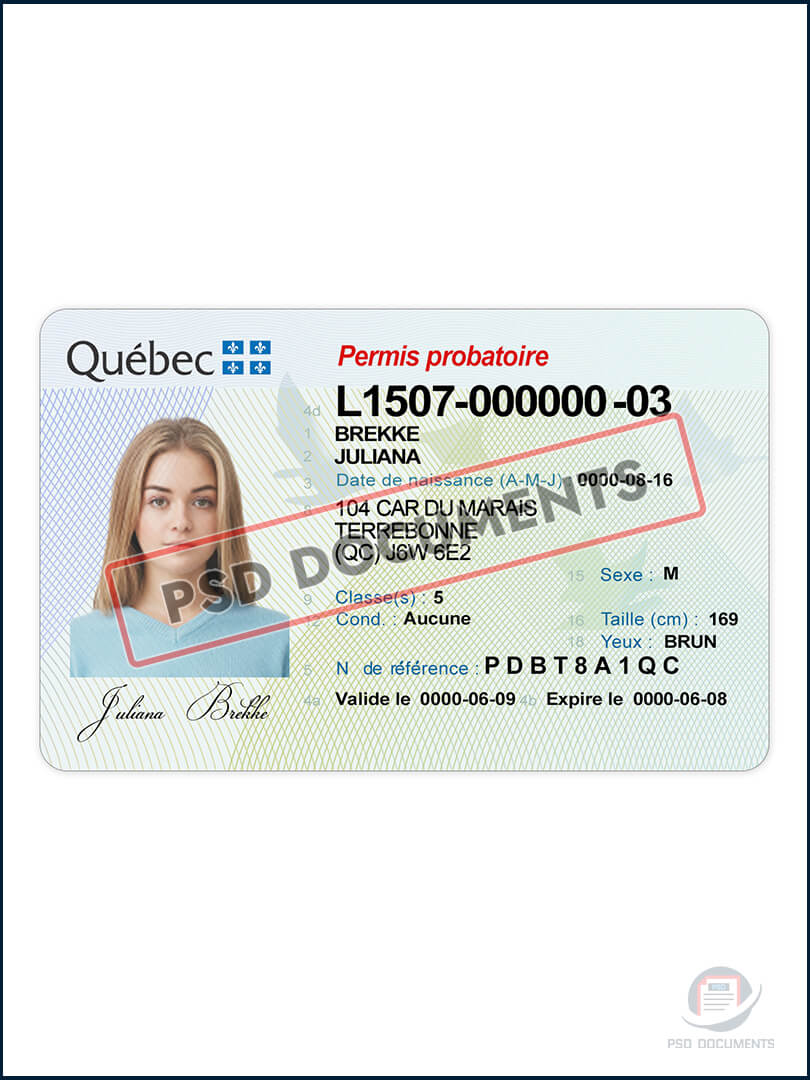 Québec
Permis probatoire
4d L1507-000000-03
1 BREKKE
2 JULIANA
3 Date de naissance (A-M-J) : 0000-08-16
8 104 CAR DU MARAIS
TERREBONNE
(QC) J6W 6E2
15 Sexe : M
9 Classe(s) : 5
12 Cond. : Aucune
16 Taille (cm) : 169
18 Yeux : BRUN
5 N de référence : PDBT8A1QC
4a Valide le 0000-06-09 4b Expire le 0000-06-08
Juliana Brekke
PSD DOCUMENTS
PSD
PSD DOCUMENTS